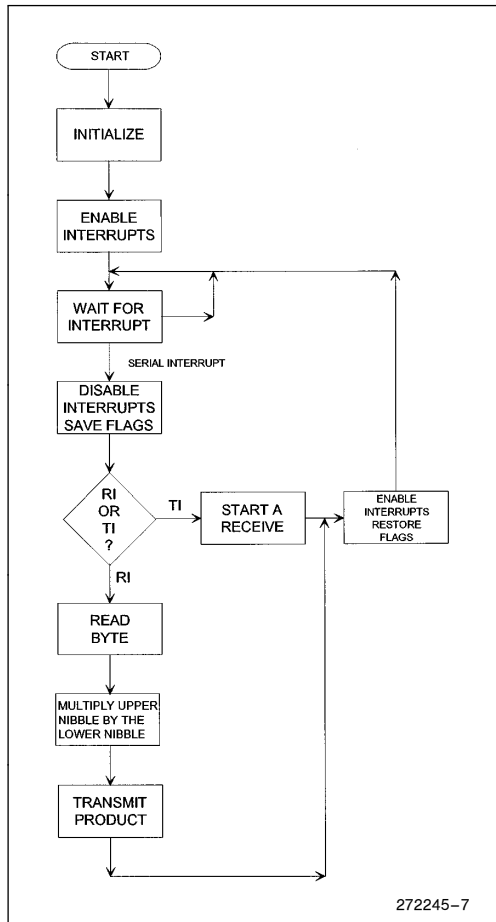 START
INITIALIZE
ENABLE
INTERRUPTS
WAIT FOR
INTERRUPT
SERIAL INTERRUPT
DISABLE
INTERRUPTS
SAVE FLAGS
RI
OR
TI
?
TI
START A
RECEIVE
ENABLE
INTERRUPTS
RESTORE
FLAGS
RI
READ
BYTE
MULTIPLY UPPER
NIBBLE BY THE
LOWER NIBBLE
TRANSMIT
PRODUCT
272245-7